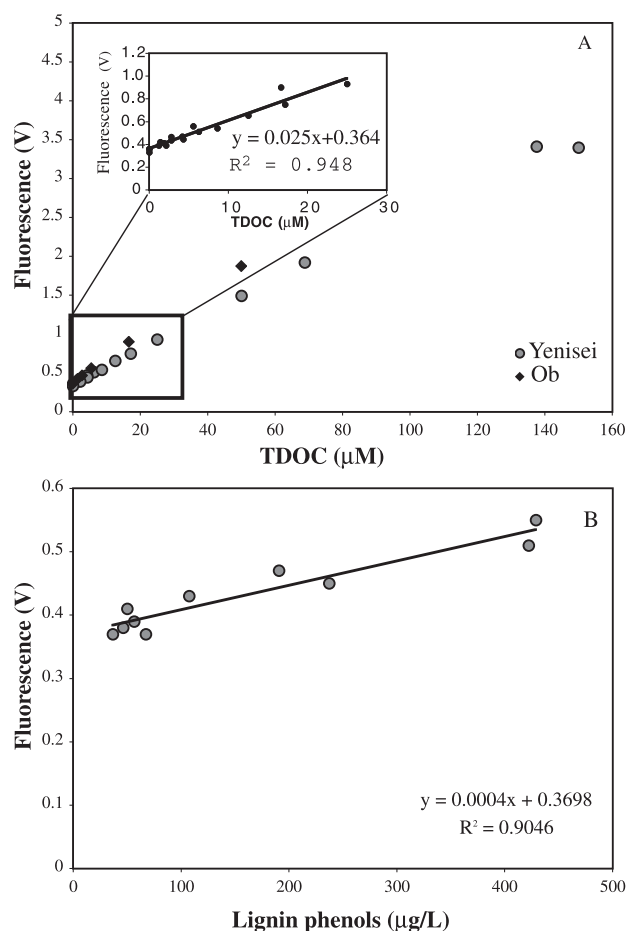 A
5
4.5
4
3.5
3
2.5
2
1.5
1
0.5
0
Fluorescence (V)
0 20 40 60 80 100 120 140 160
TDOC (μM)
1.2
1.0
0.8
0.6
0.4
0.2
0
Fluorescence (V)
y = 0.025x+0.364
R² = 0.948
0 10 20 30
TDOC (μM)
Yenisei
Ob
B
0.6
0.5
0.4
0.3
0.2
0.1
0
Fluorescence (V)
y = 0.0004x + 0.3698
R² = 0.9046
0 100 200 300 400 500
Lignin phenols (μg/L)